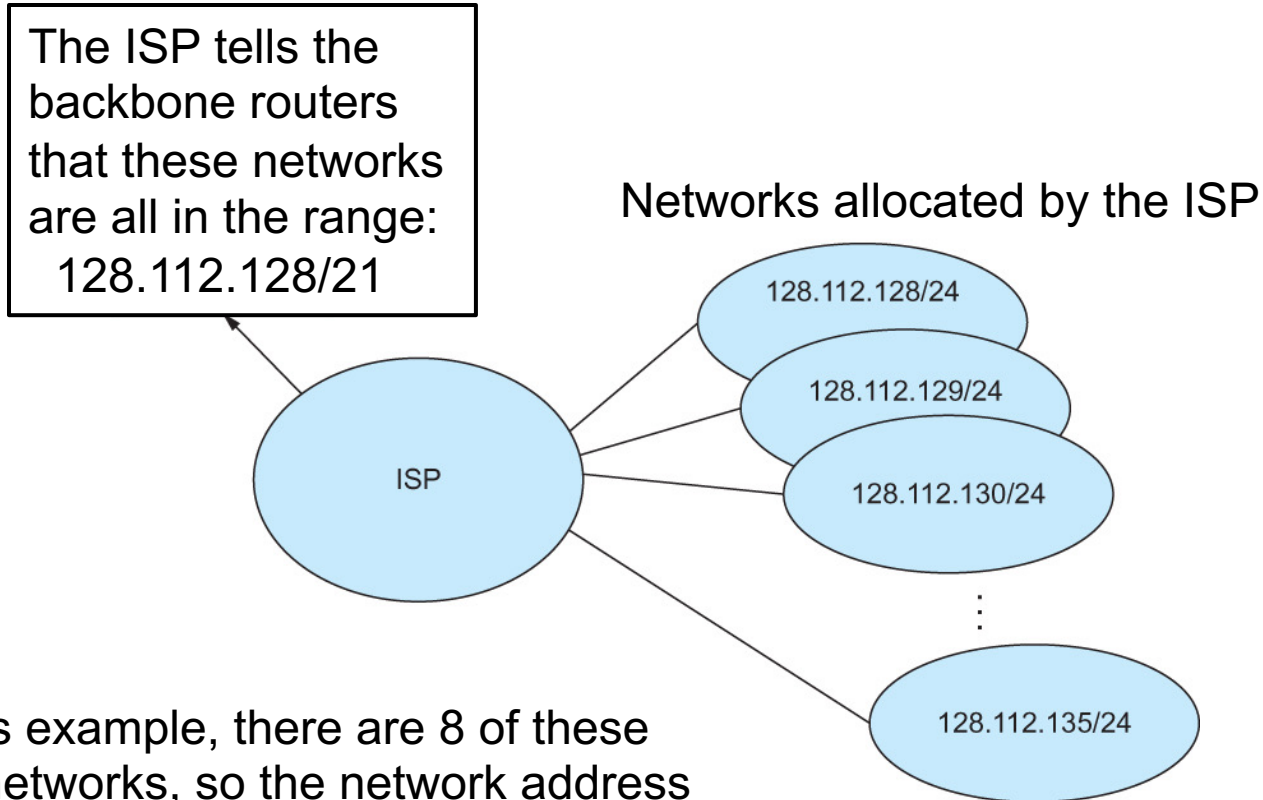 The ISP tells the
backbone routers
that these networks
are all in the range:
128.112.128/21
Networks allocated by the ISP
128.112.128/24
128.112.129/24
128.112.130/24
ISP
128.112.135/24
s example, there are 8 of these
etworks, so the network address